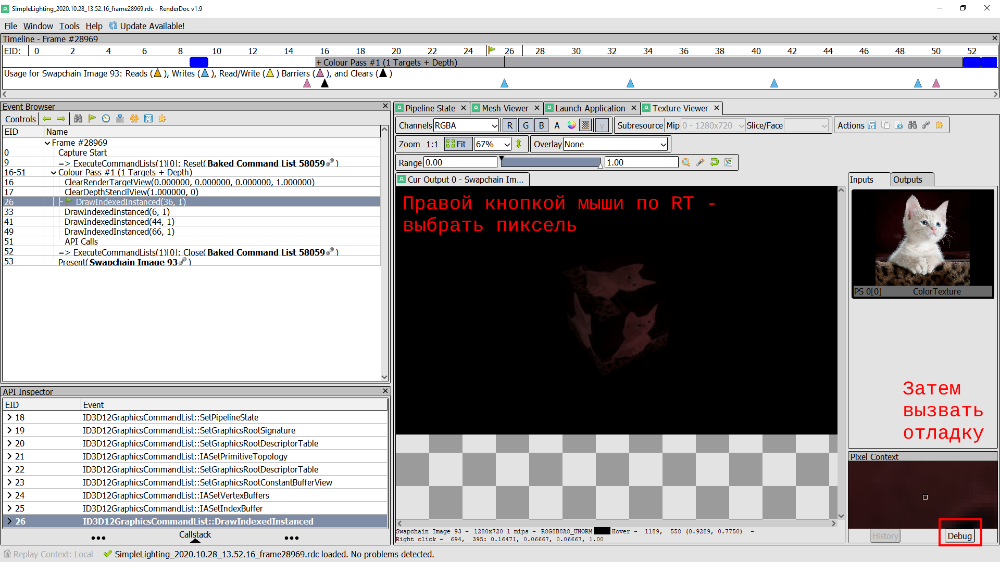 SimpleLighting_2020.10.28_13.52.16_frame28969.rdc - RenderDoc v1.9
File Window Tools Help Update Available!
Timeline - Frame #28969
EID: 0 2 4 6 8 10 12 14 16 18 20 22 24 26 28 30 32 34 36 38 40 42 44 46 48 50 52
+ Colour Pass #1 (1 Targets + Depth)
Usage for Swapchain Image 93: Reads ( ), Writes ( ), Read/Write ( ) Barriers ( ), and Clears ( )
Event Browser
Controls
EID Name
Frame #28969
0 Capture Start
9 => ExecuteCommandLists(1)[0]: Reset(Baked Command List 58059 )
16-51 Colour Pass #1 (1 Targets + Depth)
16 ClearRenderTargetView(0.000000, 0.000000, 0.000000, 1.000000)
17 ClearDepthStencilView(1.000000, 0)
26 DrawIndexedInstanced(36, 1)
33 DrawIndexedInstanced(6, 1)
41 DrawIndexedInstanced(44, 1)
49 DrawIndexedInstanced(66, 1)
51 API Calls
52 => ExecuteCommandLists(1)[0]: Close(Baked Command List 58059 )
53 Present(Swapchain Image 93 )
API Inspector
EID Event
18 ID3D12GraphicsCommandList::SetPipelineState
19 ID3D12GraphicsCommandList::SetGraphicsRootSignature
20 ID3D12GraphicsCommandList::SetGraphicsRootDescriptorTable
21 ID3D12GraphicsCommandList::IASetPrimitiveTopology
22 ID3D12GraphicsCommandList::SetGraphicsRootDescriptorTable
23 ID3D12GraphicsCommandList::SetGraphicsRootConstantBufferView
24 ID3D12GraphicsCommandList::IASetVertexBuffers
25 ID3D12GraphicsCommandList::IASetIndexBuffer
26 ID3D12GraphicsCommandList::DrawIndexedInstanced
Callstack
Pipeline State Mesh Viewer Launch Application Texture Viewer
Channels RGBA R G B A γ Subresource Mip 0 - 1280x720 Slice/Face Actions
Zoom 1:1 Fit 67% Overlay None
Range 0.00 1.00
Cur Output 0 - Swapchain Im...
Правой кнопкой мыши по RT -
выбрать пиксель
Swapchain Image 93 - 1280x720 1 mips - R8G8B8A8_UNORM Hover - 1189, 558 (0.9289, 0.7750) -
Right click - 694, 395: 0.16471, 0.06667, 0.06667, 1.00
Inputs Outputs
PS 0[0] ColorTexture
Затем
вызвать
отладку
Pixel Context
History Debug
Replay Context: Local SimpleLighting_2020.10.28_13.52.16_frame28969.rdc loaded. No problems detected.